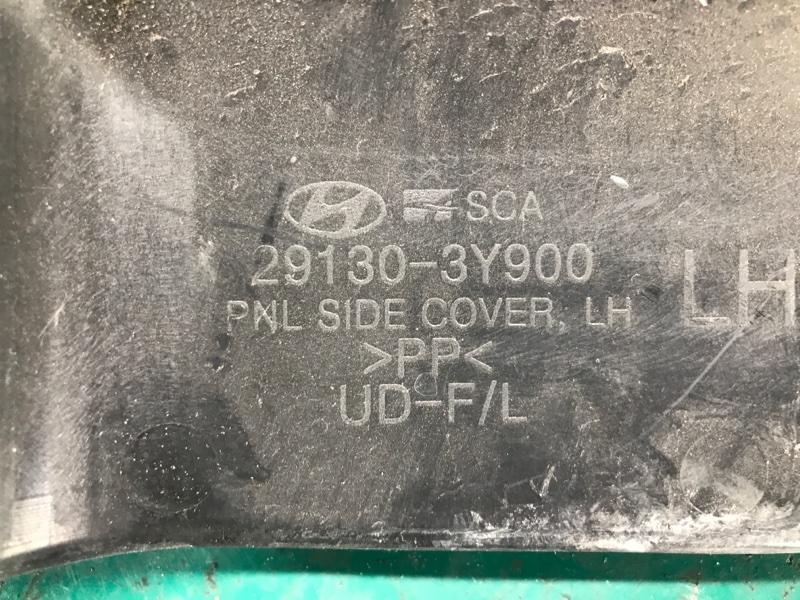 SCA
29130-3Y900
PNL SIDE COVER, LH
LH
>PP<
UD-F/L